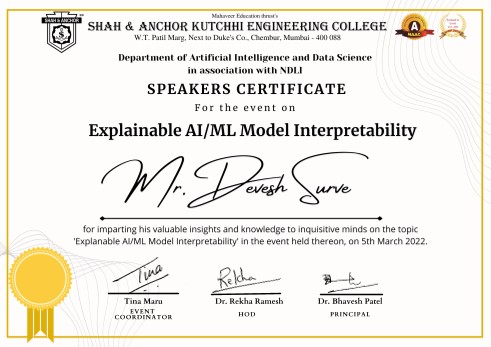 Mahaveer Education thrust's
SHAH & ANCHOR KUTCHHI ENGINEERING COLLEGE
W.T. Patil Marg, Next to Duke's Co., Chembur, Mumbai - 400 088
SHAH & ANCHOR
A
NAAC
Department of Artificial Intelligence and Data Science
in association with NDLI
SPEAKERS CERTIFICATE
For the event on
Explainable AI/ML Model Interpretability
Mr. Devesh Surve
for imparting his valuable insights and knowledge to inquisitive minds on the topic
'Explanable AI/ML Model Interpretability' in the event held thereon, on 5th March 2022.
Tina
Rekha
Tina Maru
Dr. Rekha Ramesh
Dr. Bhavesh Patel
EVENT
COORDINATOR
HOD
PRINCIPAL